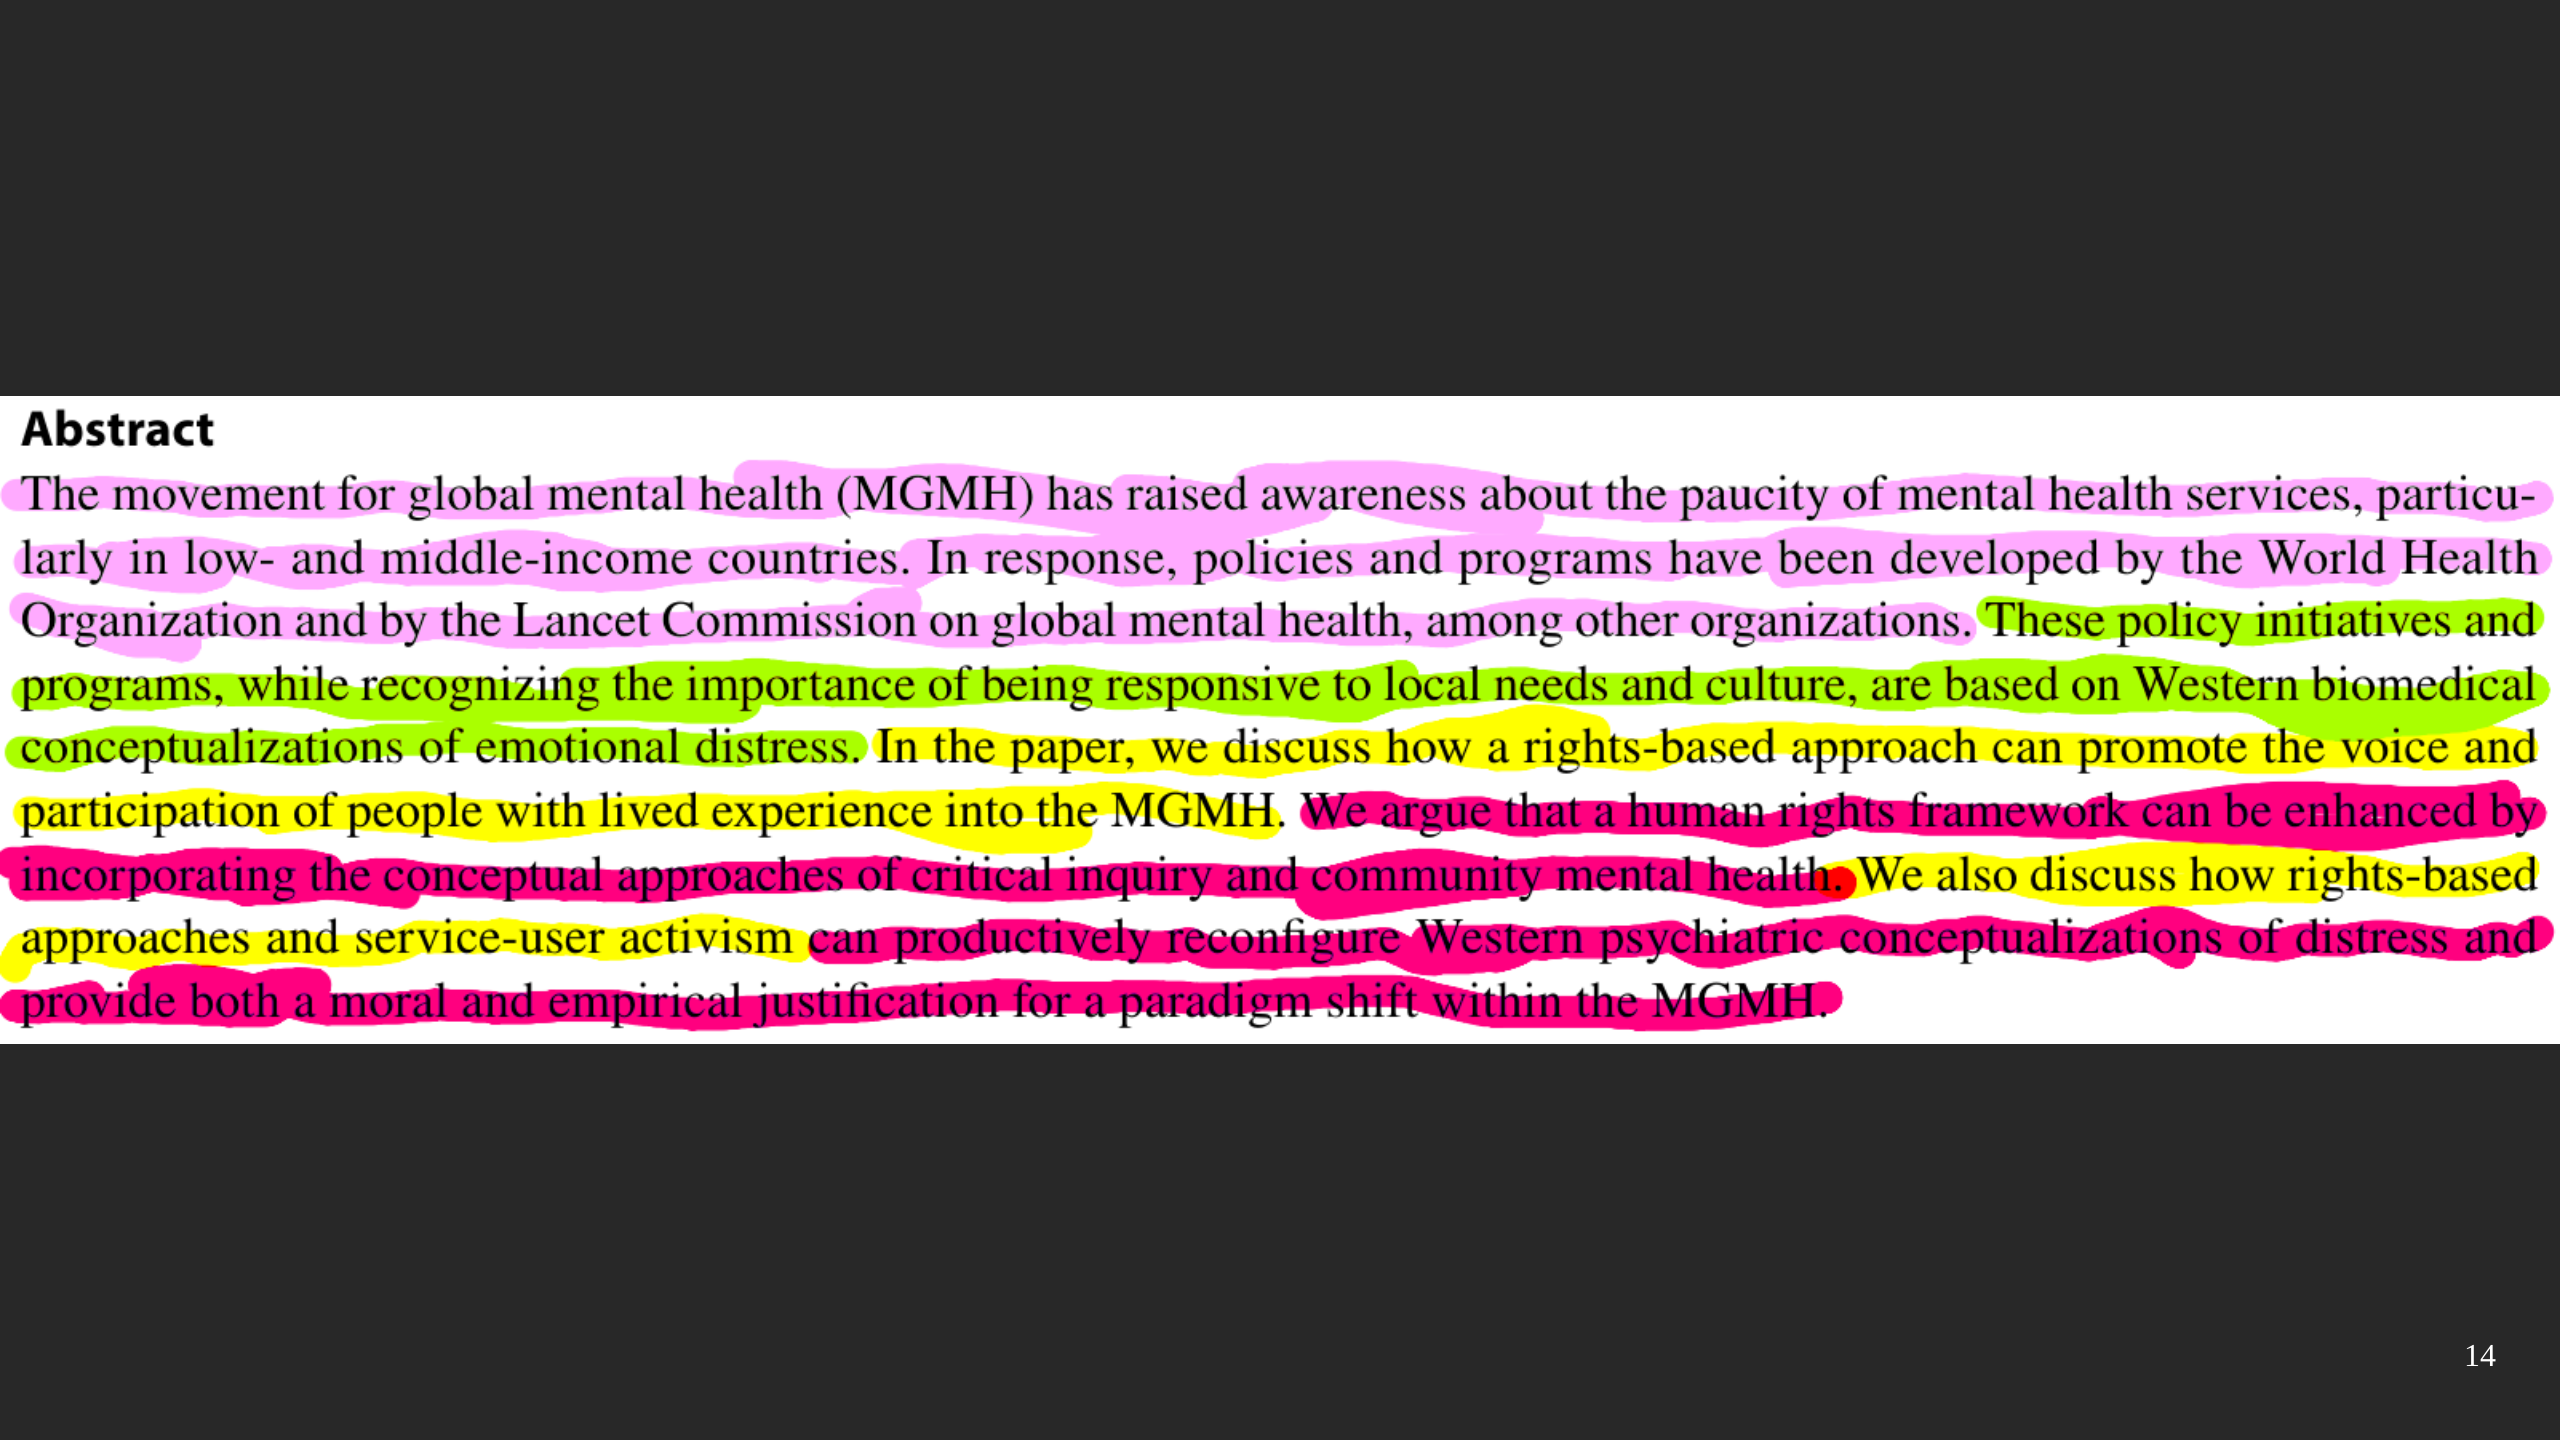 Abstract
The movement for global mental health (MGMH) has raised awareness about the paucity of mental health services, particu-
larly in low- and middle-income countries. In response, policies and programs have been developed by the World Health
Organization and by the Lancet Commission on global mental health, among other organizations. These policy initiatives and
programs, while recognizing the importance of being responsive to local needs and culture, are based on Western biomedical
conceptualizations of emotional distress. In the paper, we discuss how a rights-based approach can promote the voice and
participation of people with lived experience into the MGMH. We argue that a human rights framework can be enhanced by
incorporating the conceptual approaches of critical inquiry and community mental health. We also discuss how rights-based
approaches and service-user activism can productively reconfigure Western psychiatric conceptualizations of distress and
provide both a moral and empirical justification for a paradigm shift within the MGMH.
14